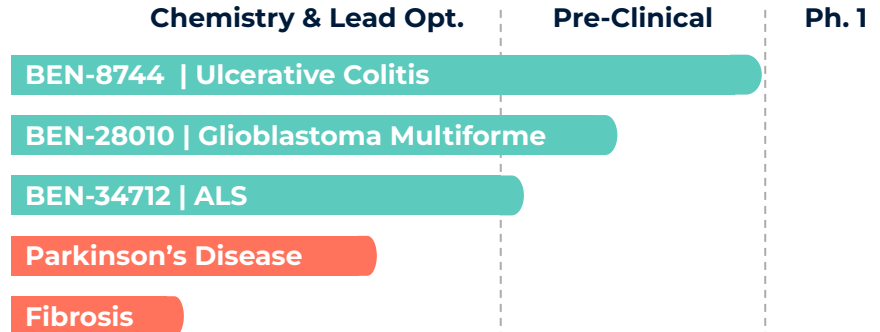 Chemistry & Lead Opt. Pre-Clinical Ph. 1
BEN-8744 | Ulcerative Colitis
BEN-28010 | Glioblastoma Multiforme
BEN-34712 | ALS
Parkinson’s Disease
Fibrosis